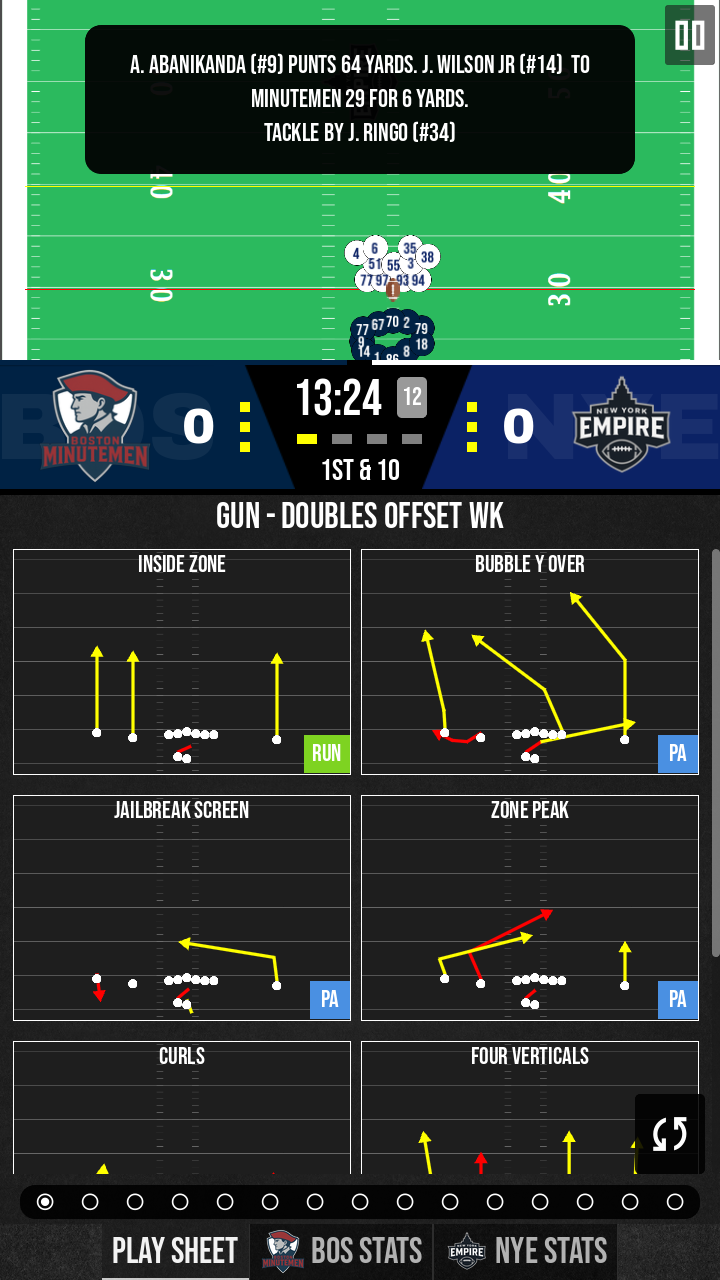 A. ABANIKANDA (#9) PUNTS 64 YARDS. J. WILSON JR (#14) TO
MINUTEMEN 29 FOR 6 YARDS.
TACKLE BY J. RINGO (#34)
40 40
6 35
4 38
51 55 3
77 97 93 94
30 30
77 67 70 2 79
9 18
14 1 86 8
BOSTON
MINUTEMEN
0
13:24 12
1ST & 10
0
NEW YORK
EMPIRE
GUN - DOUBLES OFFSET WK
INSIDE ZONE
RUN
BUBBLE Y OVER
PA
JAILBREAK SCREEN
PA
ZONE PEAK
PA
CURLS
FOUR VERTICALS
PLAY SHEET
BOS STATS
EMPIRE
NYE STATS